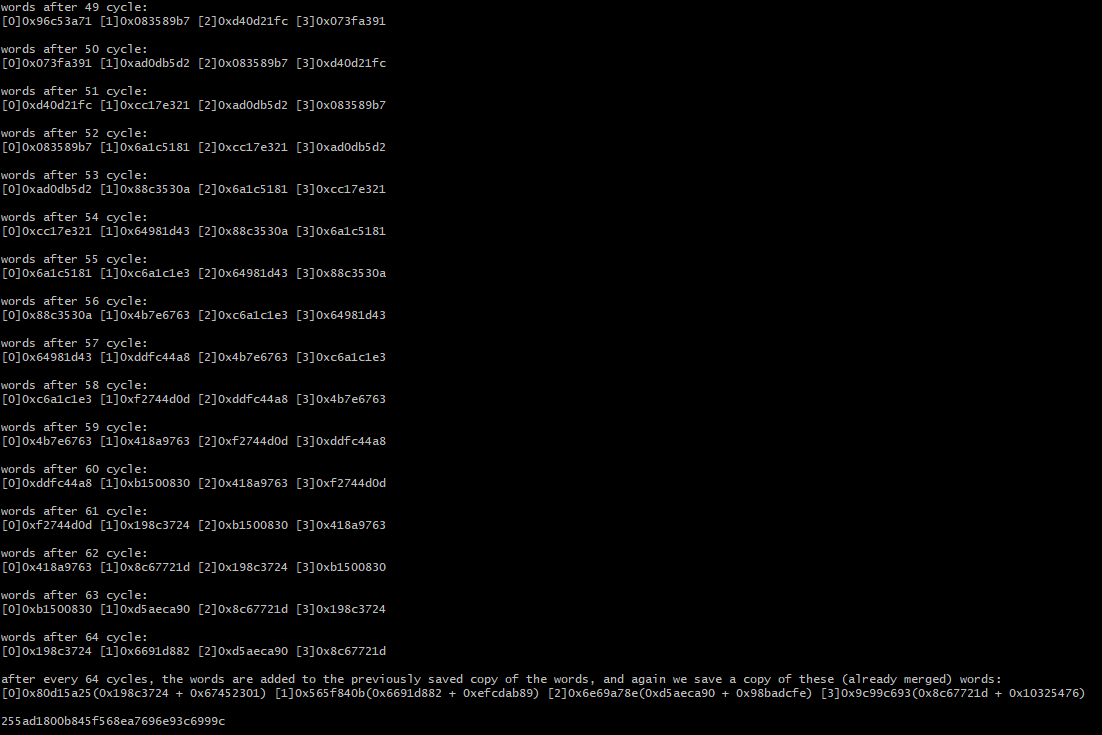 words after 49 cycle:
[0]0x96c53a71 [1]0x083589b7 [2]0xd40d21fc [3]0x073fa391
words after 50 cycle:
[0]0x073fa391 [1]0xad0db5d2 [2]0x083589b7 [3]0xd40d21fc
words after 51 cycle:
[0]0xd40d21fc [1]0xcc17e321 [2]0xad0db5d2 [3]0x083589b7
words after 52 cycle:
[0]0x083589b7 [1]0x6a1c5181 [2]0xcc17e321 [3]0xad0db5d2
words after 53 cycle:
[0]0xad0db5d2 [1]0x88c3530a [2]0x6a1c5181 [3]0xcc17e321
words after 54 cycle:
[0]0xcc17e321 [1]0x64981d43 [2]0x88c3530a [3]0x6a1c5181
words after 55 cycle:
[0]0x6a1c5181 [1]0xc6a1c1e3 [2]0x64981d43 [3]0x88c3530a
words after 56 cycle:
[0]0x88c3530a [1]0x4b7e6763 [2]0xc6a1c1e3 [3]0x64981d43
words after 57 cycle:
[0]0x64981d43 [1]0xddfc44a8 [2]0x4b7e6763 [3]0xc6a1c1e3
words after 58 cycle:
[0]0xc6a1c1e3 [1]0xf2744d0d [2]0xddfc44a8 [3]0x4b7e6763
words after 59 cycle:
[0]0x4b7e6763 [1]0x418a9763 [2]0xf2744d0d [3]0xddfc44a8
words after 60 cycle:
[0]0xddfc44a8 [1]0xb1500830 [2]0x418a9763 [3]0xf2744d0d
words after 61 cycle:
[0]0xf2744d0d [1]0x198c3724 [2]0xb1500830 [3]0x418a9763
words after 62 cycle:
[0]0x418a9763 [1]0x8c67721d [2]0x198c3724 [3]0xb1500830
words after 63 cycle:
[0]0xb1500830 [1]0xd5aeca90 [2]0x8c67721d [3]0x198c3724
words after 64 cycle:
[0]0x198c3724 [1]0x6691d882 [2]0xd5aeca90 [3]0x8c67721d
after every 64 cycles, the words are added to the previously saved copy of the words, and again we save a copy of these (already merged) words:
[0]0x80d15a25(0x198c3724 + 0x67452301) [1]0x565f840b(0x6691d882 + 0xefcdab89) [2]0x6e69a78e(0xd5aeca90 + 0x98badcfe) [3]0x9c99c693(0x8c67721d + 0x10325476)
255ad1800b845f568ea7696e93c6999c